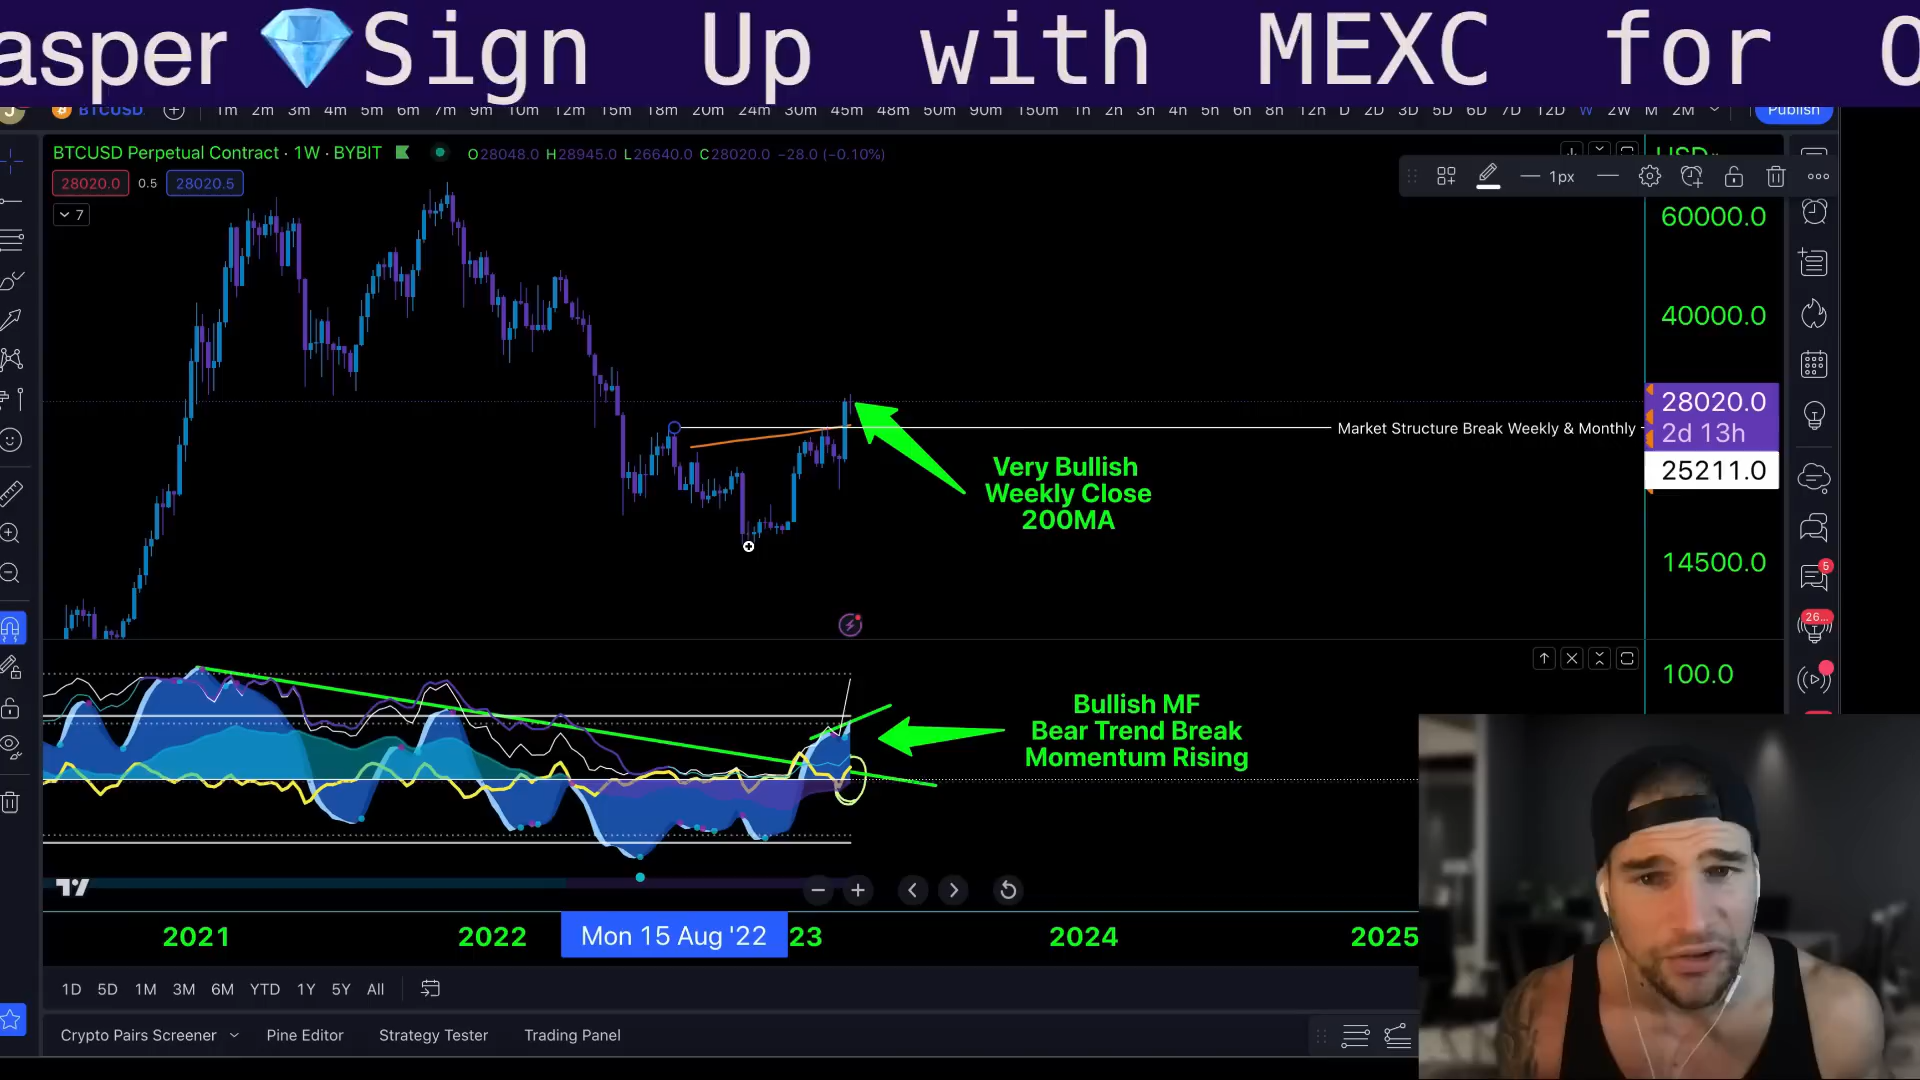 asper 💎Sign Up with MEXC for
BTCUSD 1m 2m 3m 4m 5m 6m 7m 9m 10m 12m 15m 18m 20m 24m 30m 45m 48m 50m 90m 150m 1h 2h 3h 4h 5h 6h 8h 12h D 2D 3D 5D 6D 7D 12D W 2W M 2M Publish
BTCUSD Perpetual Contract · 1W · BYBIT O28048.0 H28945.0 L26640.0 C28020.0 −28.0 (−0.10%)
USD
28020.0 0.5 28020.5
1px
7
60000.0
40000.0
28020.0
2d 13h
Market Structure Break Weekly & Monthly
25211.0
Very Bullish
Weekly Close
200MA
14500.0
5
26...
100.0
Bullish MF
Bear Trend Break
Momentum Rising
2021 2022 Mon 15 Aug '22 23 2024 2025
1D 5D 1M 3M 6M YTD 1Y 5Y All
Crypto Pairs Screener Pine Editor Strategy Tester Trading Panel